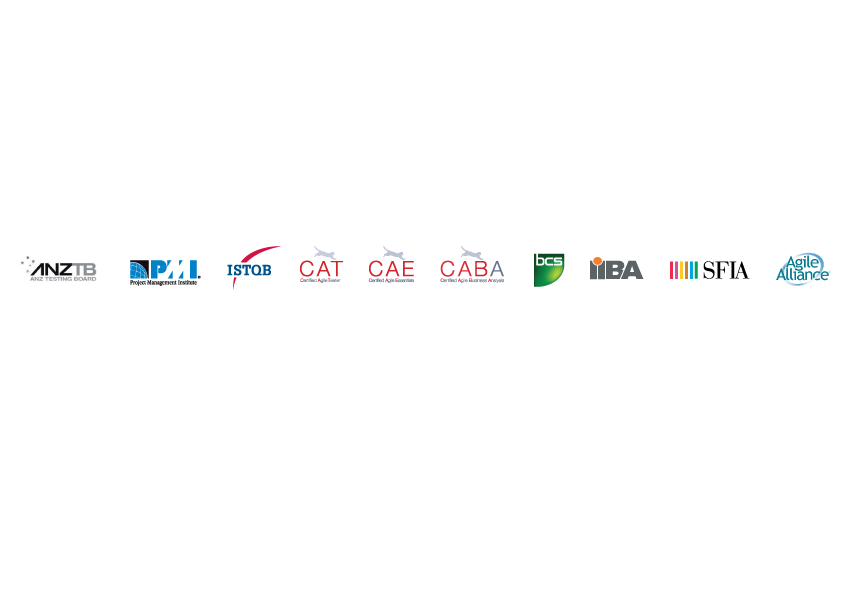 ANZTB
ANZ TESTING BOARD
PMI
Project Management Institute
ISTQB
CAT
Certified Agile Tester
CAE
Certified Agile Essentials
CABA
Certified Agile Business Analysis
bcs
iiBA
SFIA
Agile
Alliance